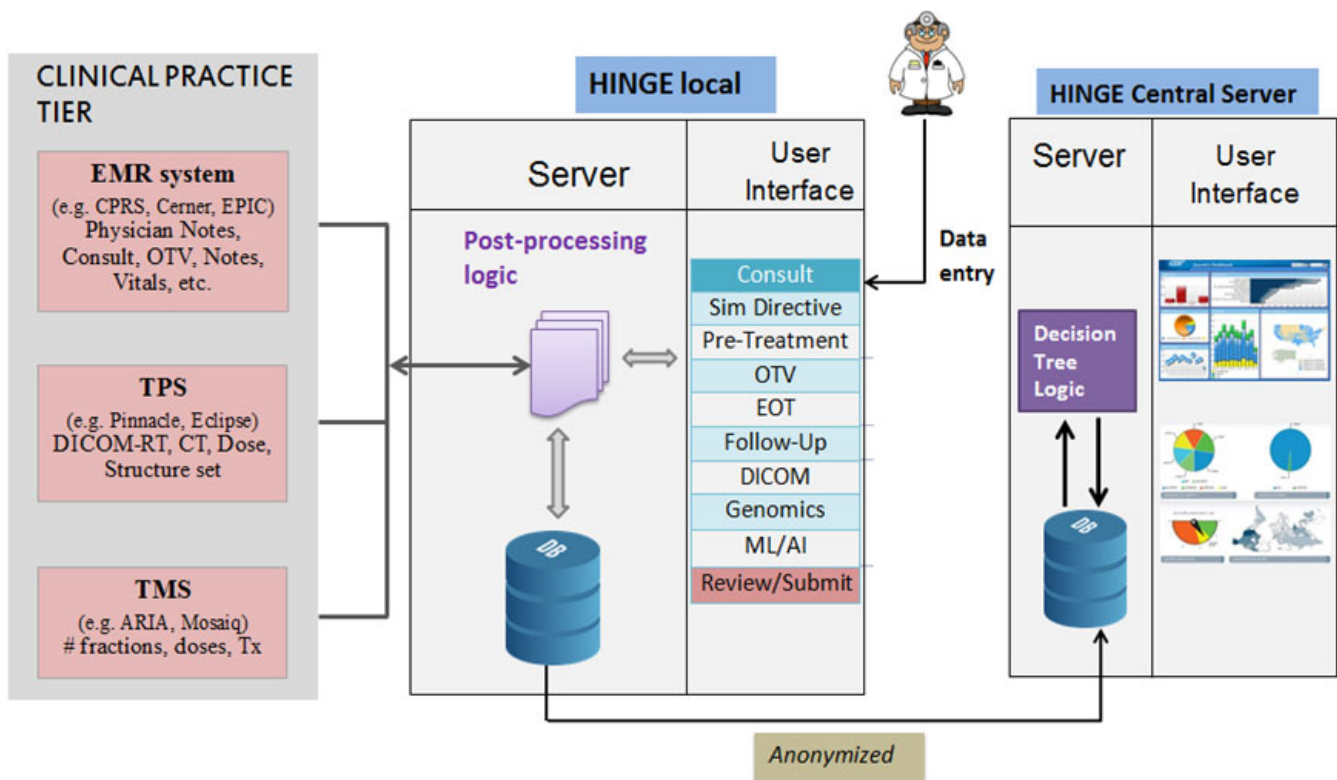 CLINICAL PRACTICE
TIER
EMR system
(e.g. CPRS, Cerner, EPIC)
Physician Notes,
Consult, OTV, Notes,
Vitals, etc.
TPS
(e.g. Pinnacle, Eclipse)
DICOM-RT, CT, Dose,
Structure set
TMS
(e.g. ARIA, Mosaiq)
# fractions, doses, Tx
HINGE local
Server
User
Interface
Post-processing
logic
DB
Consult
Sim Directive
Pre-Treatment
OTV
EOT
Follow-Up
DICOM
Genomics
ML/AI
Review/Submit
Data
entry
HINGE Central Server
Server
User
Interface
Decision
Tree
Logic
DB
Anonymized